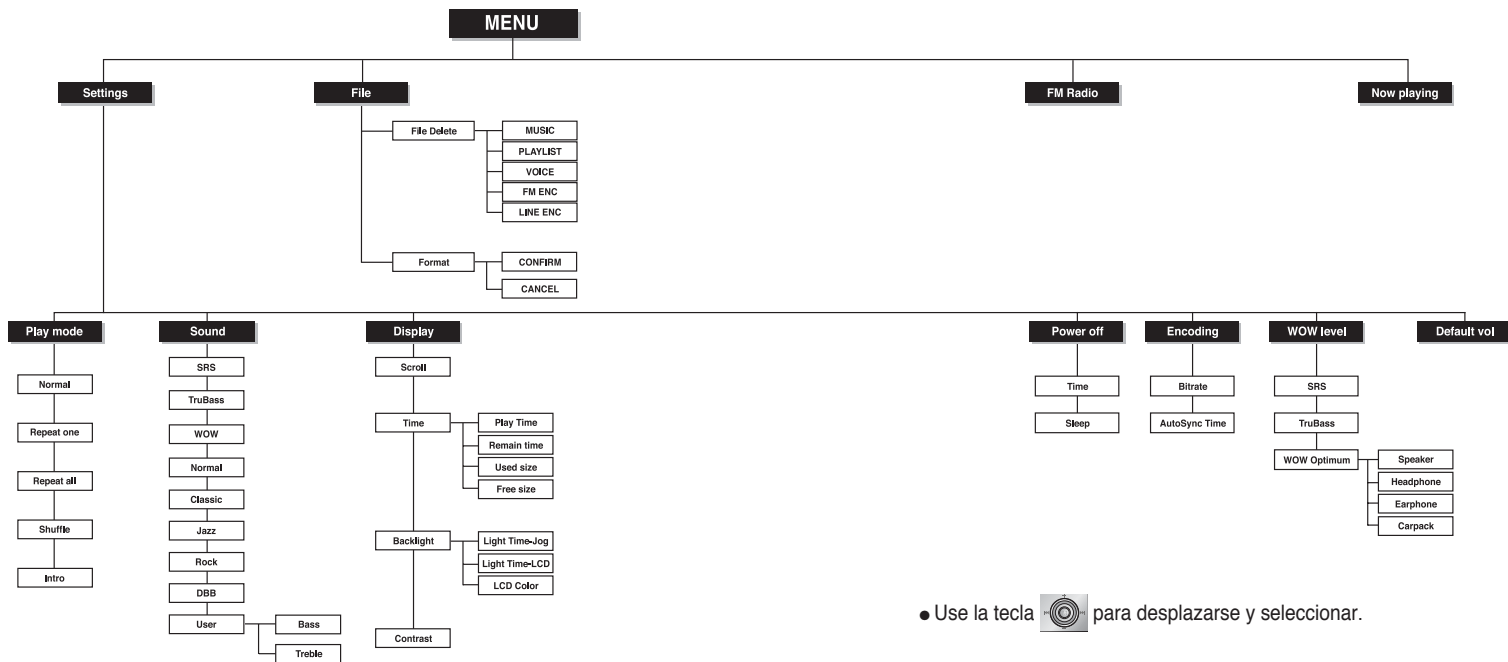 MENU
Settings
File
FM Radio
Now playing
File Delete
MUSIC
PLAYLIST
VOICE
FM ENC
LINE ENC
Format
CONFIRM
CANCEL
Play mode
Normal
Repeat one
Repeat all
Shuffle
Intro
Sound
SRS
TruBass
WOW
Normal
Classic
Jazz
Rock
DBB
User
Bass
Treble
Display
Scroll
Time
Play Time
Remain time
Used size
Free size
Backlight
Light Time-Jog
Light Time-LCD
LCD Color
Contrast
Power off
Time
Sleep
Encoding
Bitrate
AutoSync Time
WOW level
SRS
TruBass
WOW Optimum
Speaker
Headphone
Earphone
Carpack
Default vol
● Use la tecla para desplazarse y seleccionar.